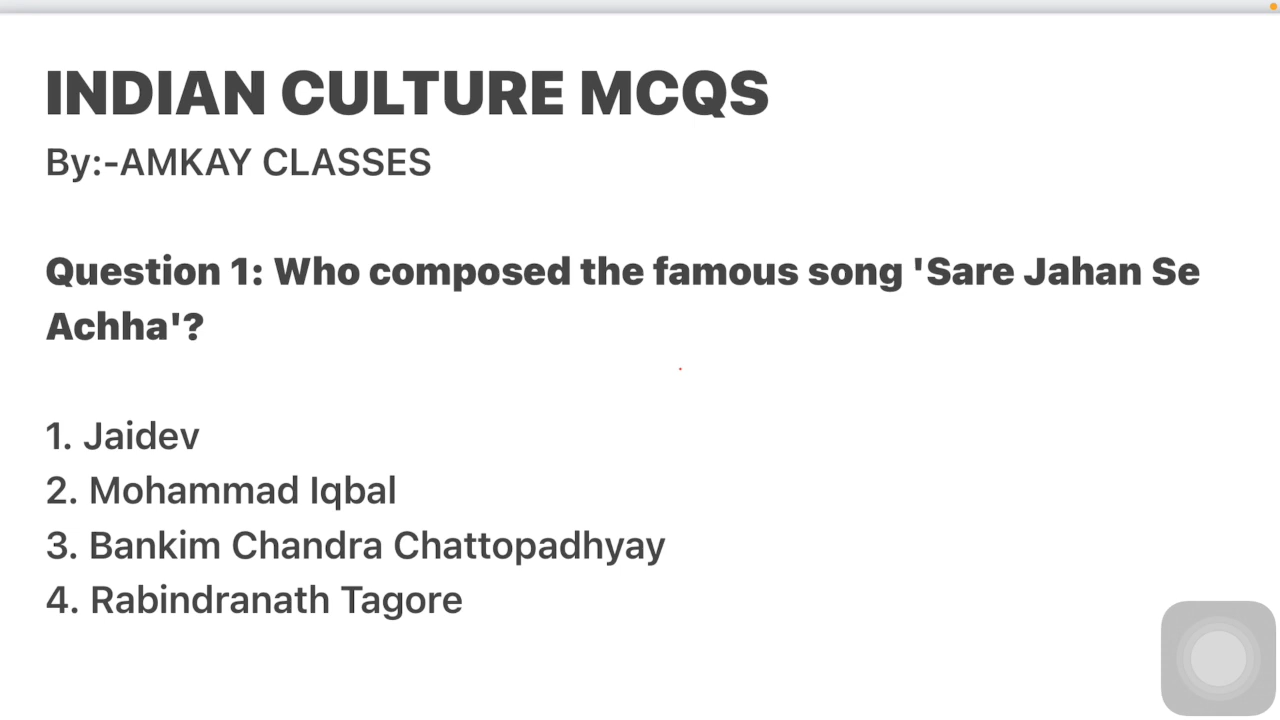 INDIAN CULTURE MCQS
By:-AMKAY CLASSES
Question 1: Who composed the famous song 'Sare Jahan Se
Achha'?
1. Jaidev
2. Mohammad Iqbal
3. Bankim Chandra Chattopadhyay
4. Rabindranath Tagore